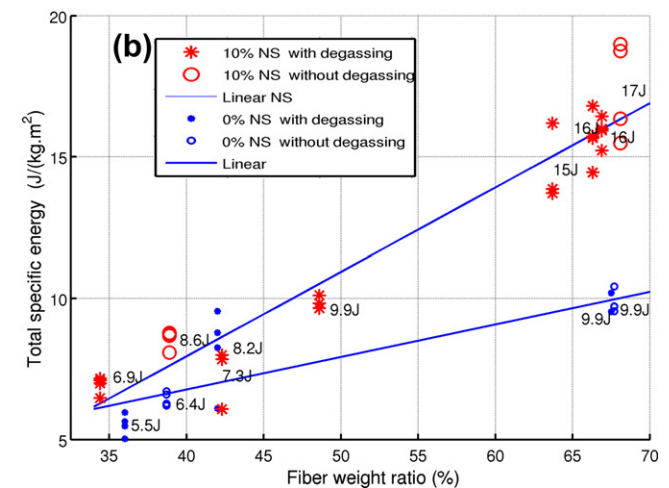 20
(b)
10% NS with degassing
10% NS without degassing
Linear NS
0% NS with degassing
0% NS without degassing
Linear
17J
16J
16J
15
15J
Total specific energy (J/(kg.m²)
10
9.9J
9.9J
9.9J
8.6J
8.2J
7.3J
6.9J
6.4J
5.5J
5
35 40 45 50 55 60 65 70
Fiber weight ratio (%)